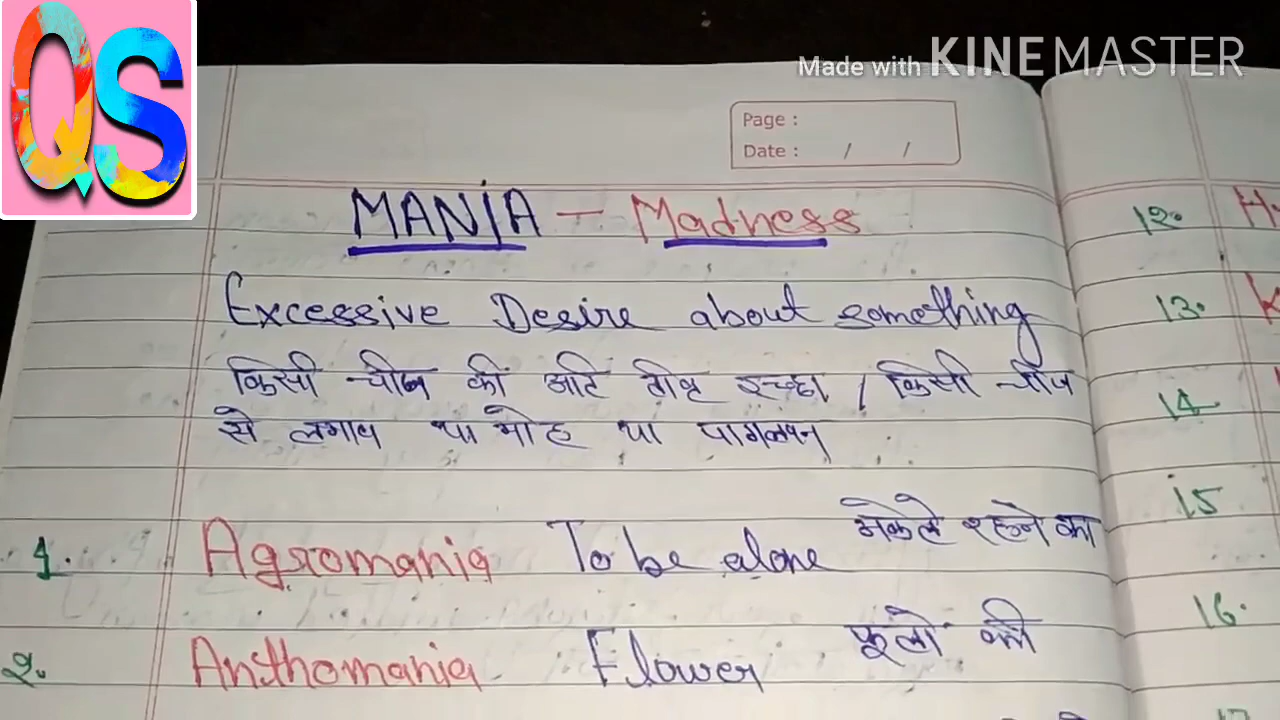 QS
Made with KINEMASTER
Page :
Date : / /
MANIA — Madness
Excessive Desire about something
किसी चीज की अति तीव्र इच्छा / किसी चीज
से लगाव या मोह या पागलपन
1. Agromania To be alone अकेले रहने का
2. Anthomania Flower फूलो की
12. H
13. K
14
15
16.
17